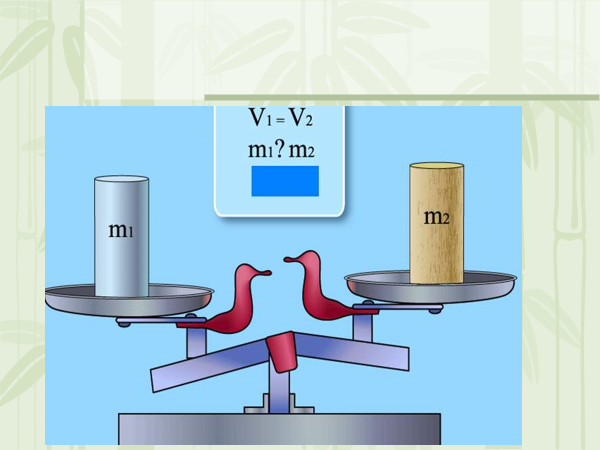 V₁ = V₂
m₁? m₂
m₁
m₂